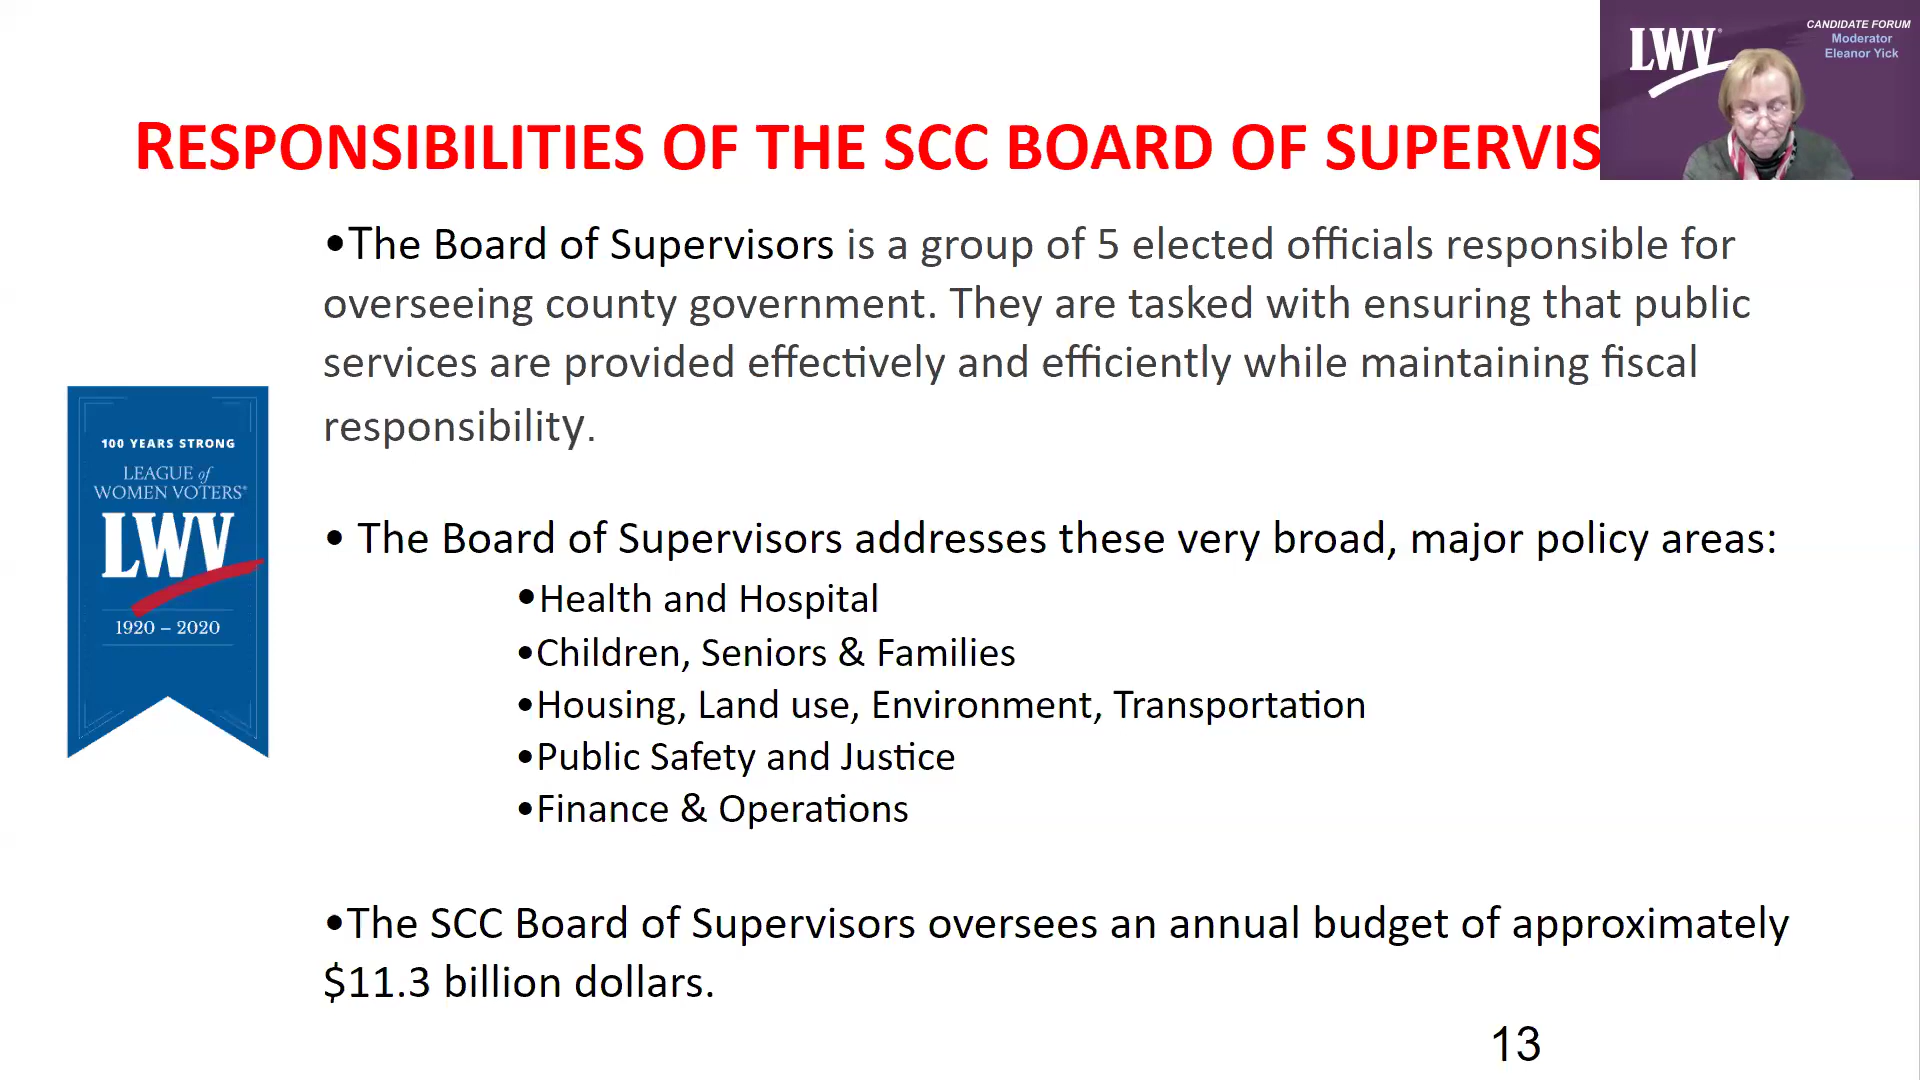 LWV
CANDIDATE FORUM
Moderator
Eleanor Yick
RESPONSIBILITIES OF THE SCC BOARD OF SUPERVIS
•The Board of Supervisors is a group of 5 elected officials responsible for
overseeing county government. They are tasked with ensuring that public
services are provided effectively and efficiently while maintaining fiscal
responsibility.
100 YEARS STRONG
LEAGUE of
WOMEN VOTERS®
LWV
1920 – 2020
• The Board of Supervisors addresses these very broad, major policy areas:
•Health and Hospital
•Children, Seniors & Families
•Housing, Land use, Environment, Transportation
•Public Safety and Justice
•Finance & Operations
•The SCC Board of Supervisors oversees an annual budget of approximately
$11.3 billion dollars.
13